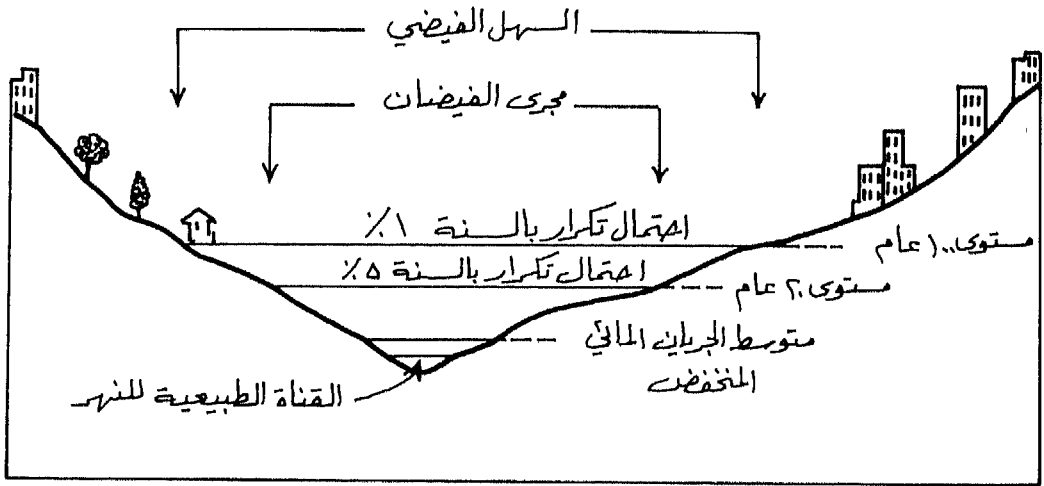 السهل الفيضي
مجرى الفيضان
احتمال تكرار بالسنة ١٪
مستوى ١٠٠ عام
احتمال تكرار بالسنة ٥٪
مستوى ٢٠ عام
متوسط الجريان المائي
المنخفض
القناة الطبيعية للنهر